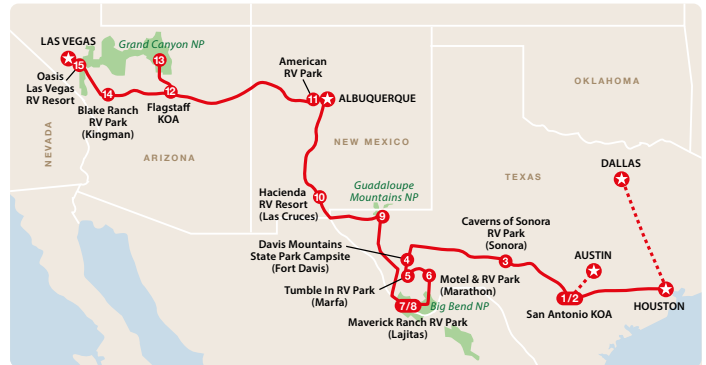 LAS VEGAS
Grand Canyon NP
13
15
Oasis
Las Vegas
RV Resort
14
Blake Ranch
RV Park
(Kingman)
12
Flagstaff
KOA
NEVADA
ARIZONA
American
RV Park
11
ALBUQUERQUE
NEW MEXICO
OKLAHOMA
TEXAS
DALLAS
Hacienda
RV Resort
(Las Cruces)
10
Guadaloupe
Mountains NP
9
Davis Mountains
State Park Campsite
(Fort Davis)
4
Caverns of Sonora
RV Park
(Sonora)
3
AUSTIN
5
6
Tumble In RV Park
(Marfa)
Motel & RV Park
(Marathon)
7/8
Big Bend NP
Maverick Ranch RV Park
(Lajitas)
1/2
San Antonio KOA
HOUSTON